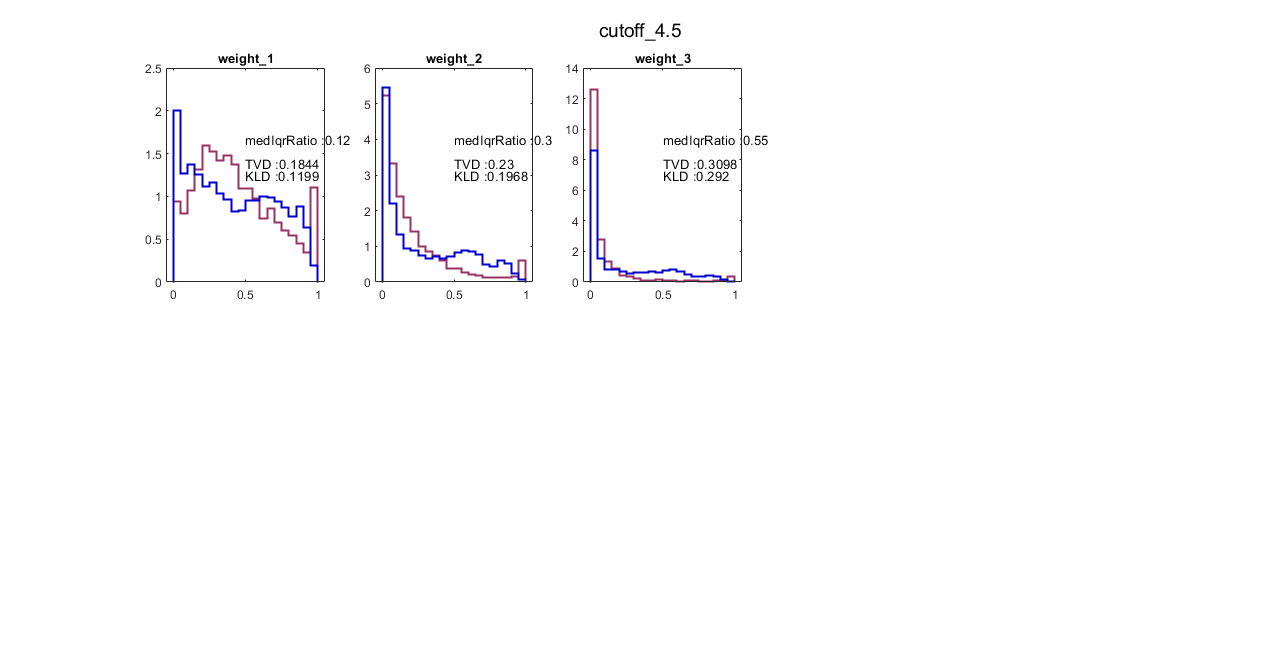 cutoff_4.5
weight_1
2.5
2
1.5
1
0.5
0
0
0.5
1
medIqrRatio :0.12
TVD :0.1844
KLD :0.1199
weight_2
6
5
4
3
2
1
0
0
0.5
1
medIqrRatio :0.3
TVD :0.23
KLD :0.1968
weight_3
14
12
10
8
6
4
2
0
0
0.5
1
medIqrRatio :0.55
TVD :0.3098
KLD :0.292